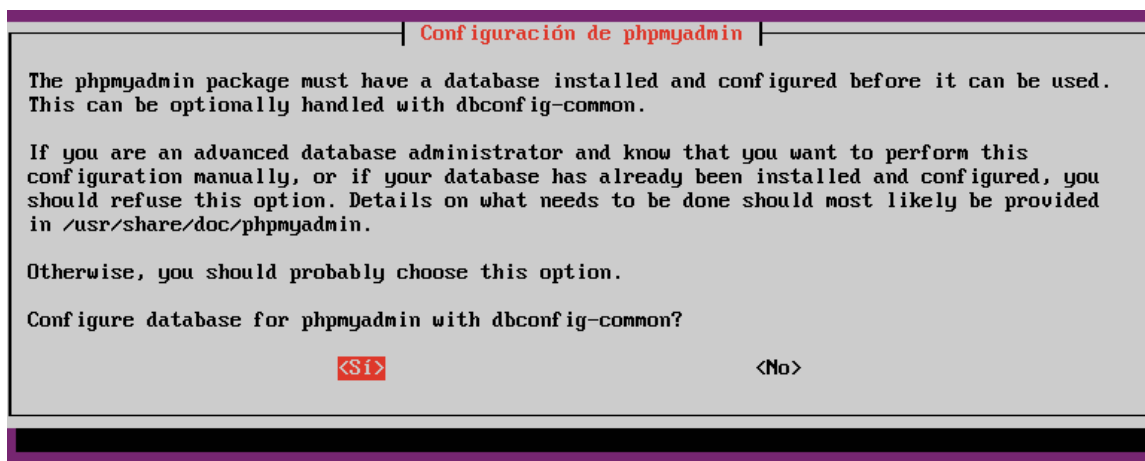 Configuración de phpmyadmin
The phpmyadmin package must have a database installed and configured before it can be used.
This can be optionally handled with dbconfig-common.
If you are an advanced database administrator and know that you want to perform this
configuration manually, or if your database has already been installed and configured, you
should refuse this option. Details on what needs to be done should most likely be provided
in /usr/share/doc/phpmyadmin.
Otherwise, you should probably choose this option.
Configure database for phpmyadmin with dbconfig-common?
<Sí> <No>